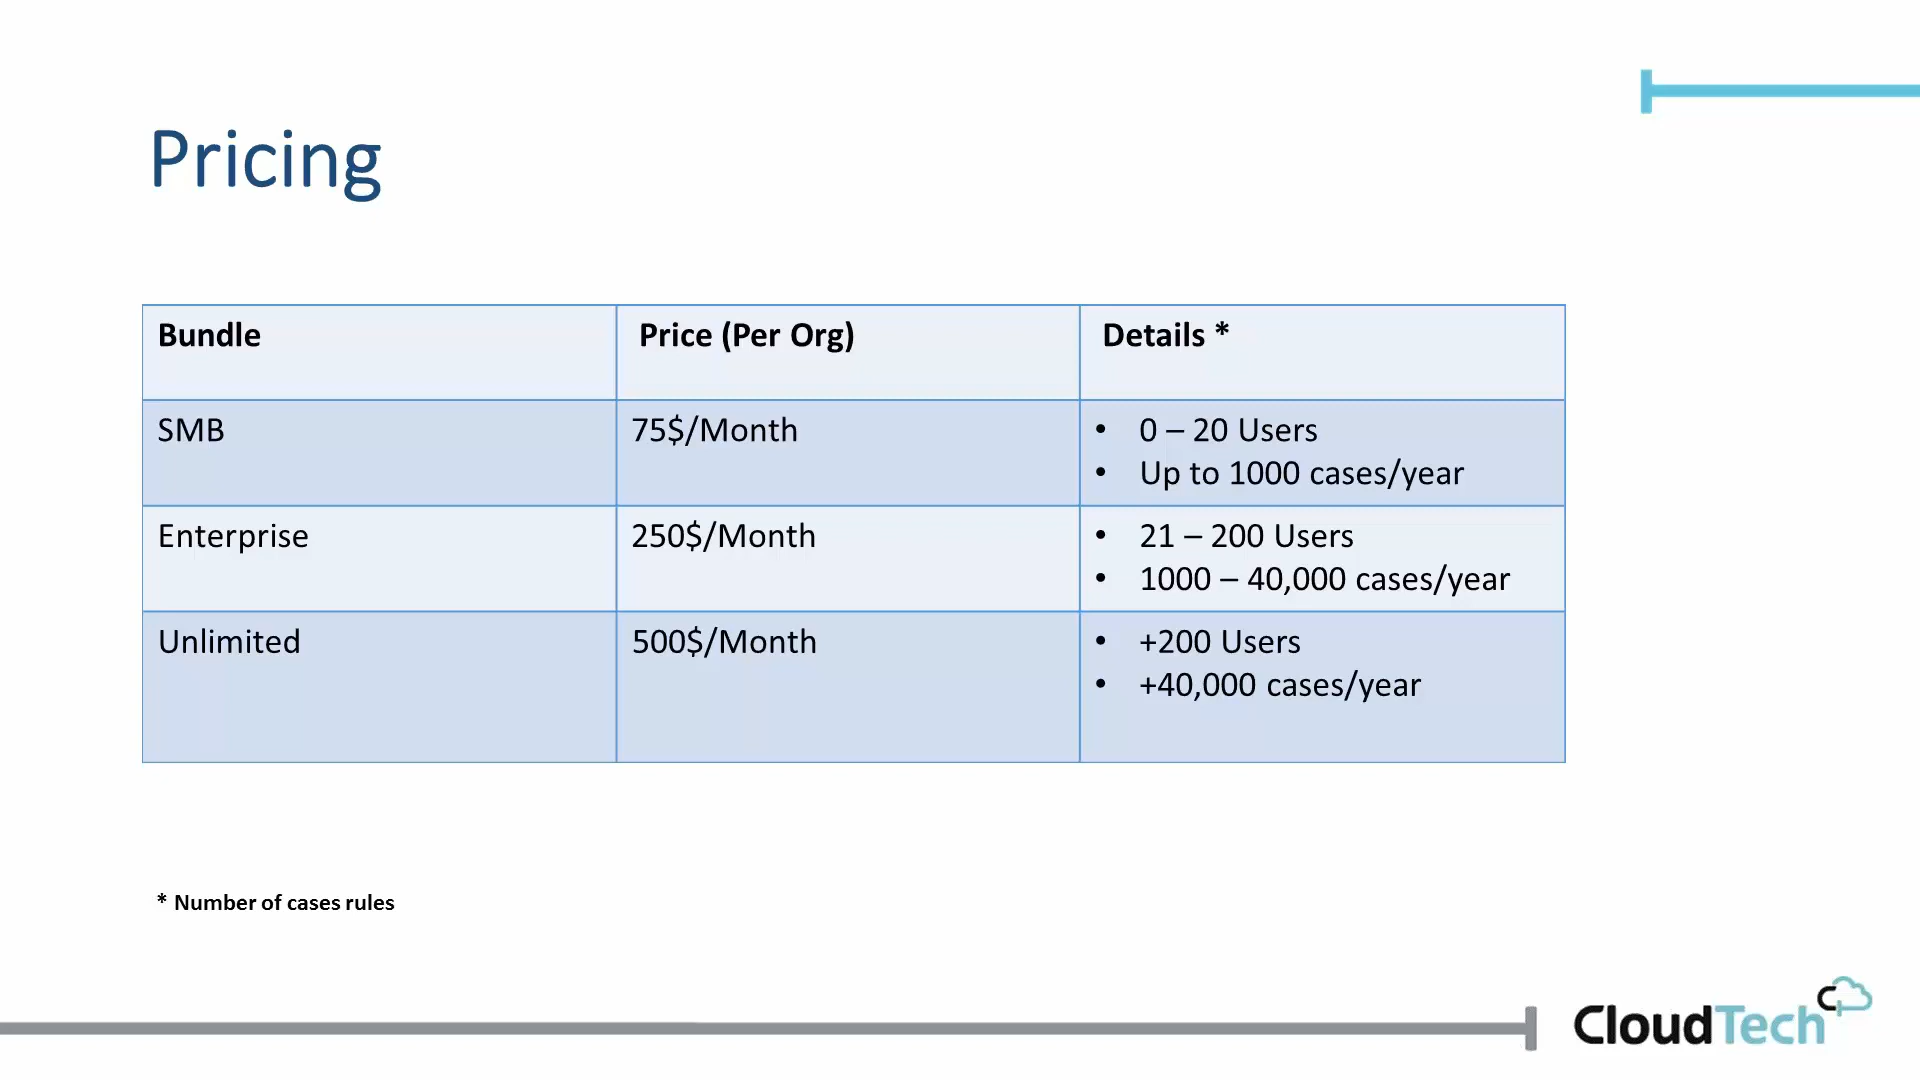 Pricing
Bundle
Price (Per Org)
Details *
SMB
75$/Month
• 0 – 20 Users
• Up to 1000 cases/year
Enterprise
250$/Month
• 21 – 200 Users
• 1000 – 40,000 cases/year
Unlimited
500$/Month
• +200 Users
• +40,000 cases/year
* Number of cases rules
CloudTech